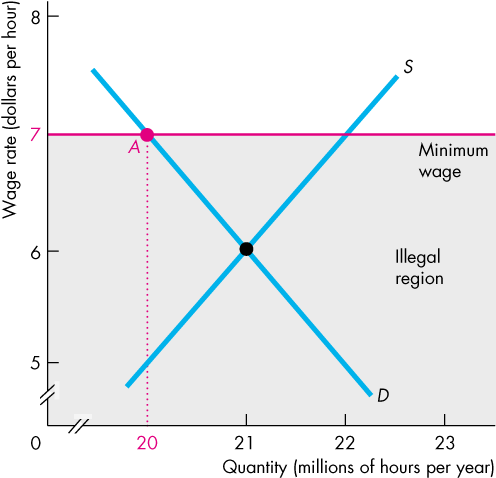 Wage rate (dollars per hour)
8
7
6
5
0
S
A
Minimum
wage
Illegal
region
D
20
21
22
23
Quantity (millions of hours per year)